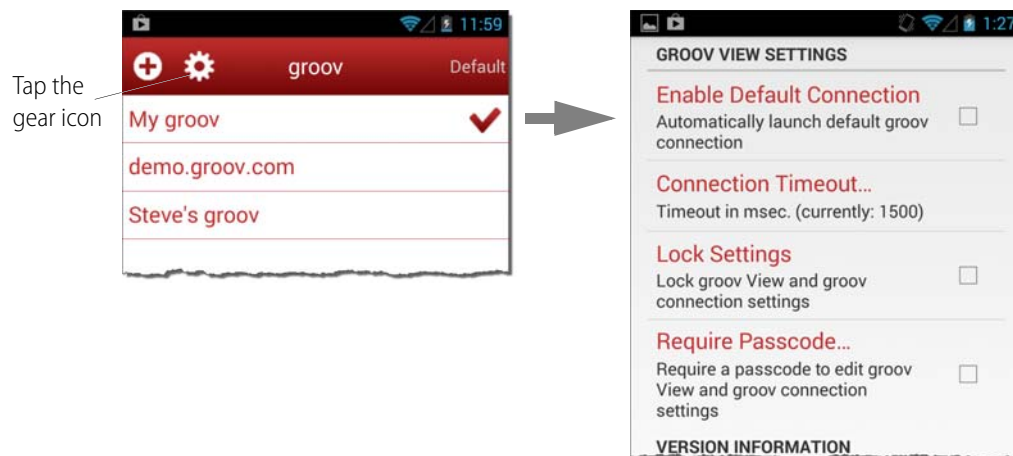 Tap the
gear icon
11:59
groov
Default
My groov
demo.groov.com
Steve's groov
1:27
GROOV VIEW SETTINGS
Enable Default Connection
Automatically launch default groov
connection
Connection Timeout...
Timeout in msec. (currently: 1500)
Lock Settings
Lock groov View and groov
connection settings
Require Passcode...
Require a passcode to edit groov
View and groov connection
settings
VERSION INFORMATION